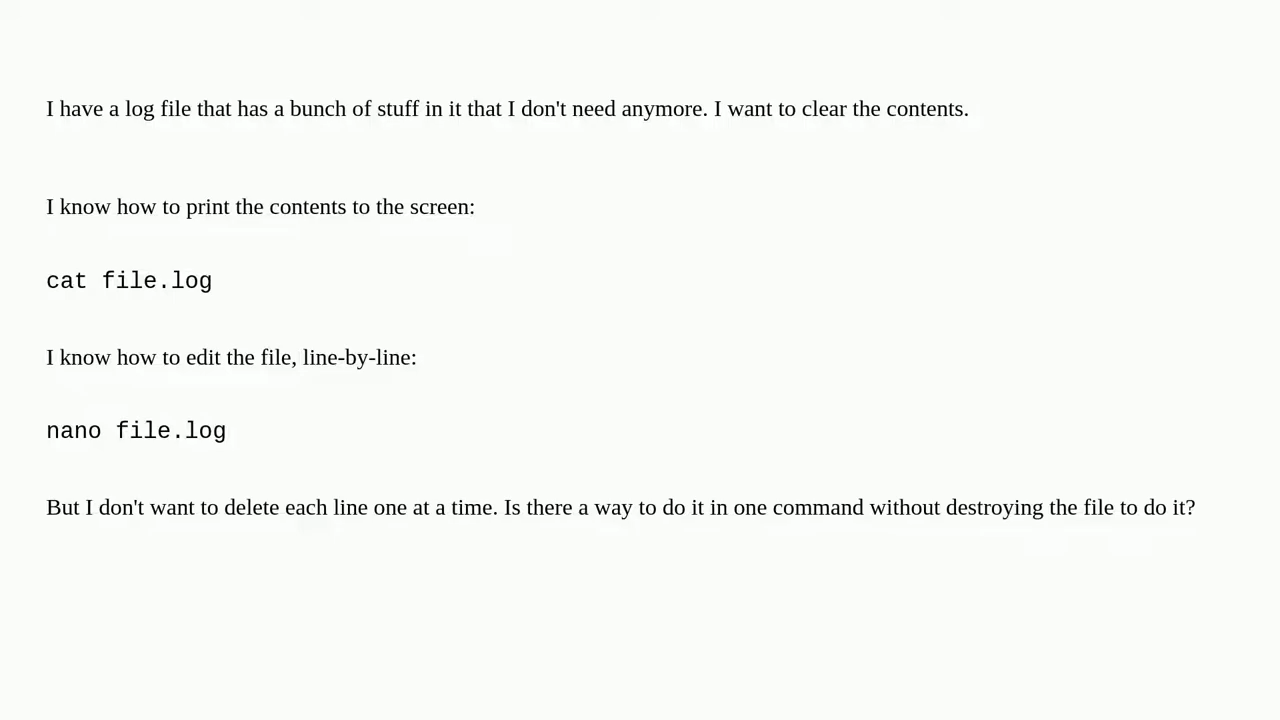 I have a log file that has a bunch of stuff in it that I don't need anymore. I want to clear the contents.
I know how to print the contents to the screen:
cat file.log
I know how to edit the file, line-by-line:
nano file.log
But I don't want to delete each line one at a time. Is there a way to do it in one command without destroying the file to do it?